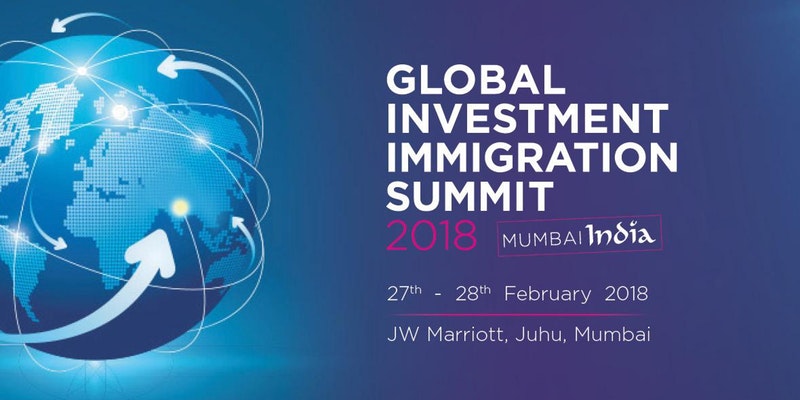 GLOBAL
INVESTMENT
IMMIGRATION
SUMMIT
2018 MUMBAI India
27th - 28th February 2018
JW Marriott, Juhu, Mumbai